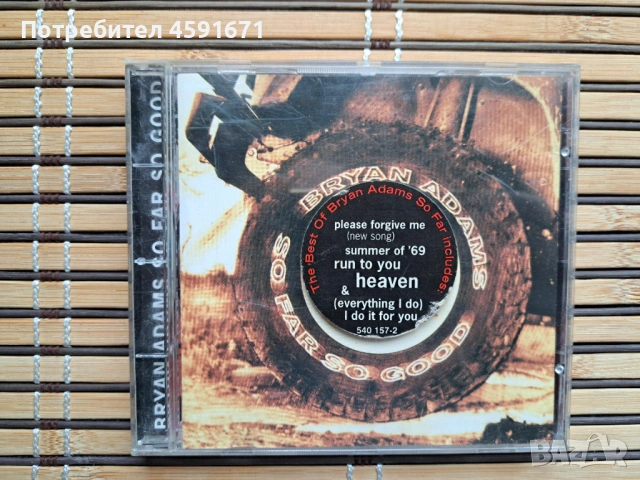 Потребител 4591671
BRYAN ADAMS SO FAR SO GOOD
BRYAN ADAMS
SO FAR SO GOOD
The Best Of Bryan Adams So Far includes:
please forgive me
(new song)
summer of '69
run to you
heaven
&
(everything I do)
I do it for you
540 157-2
BAZAR